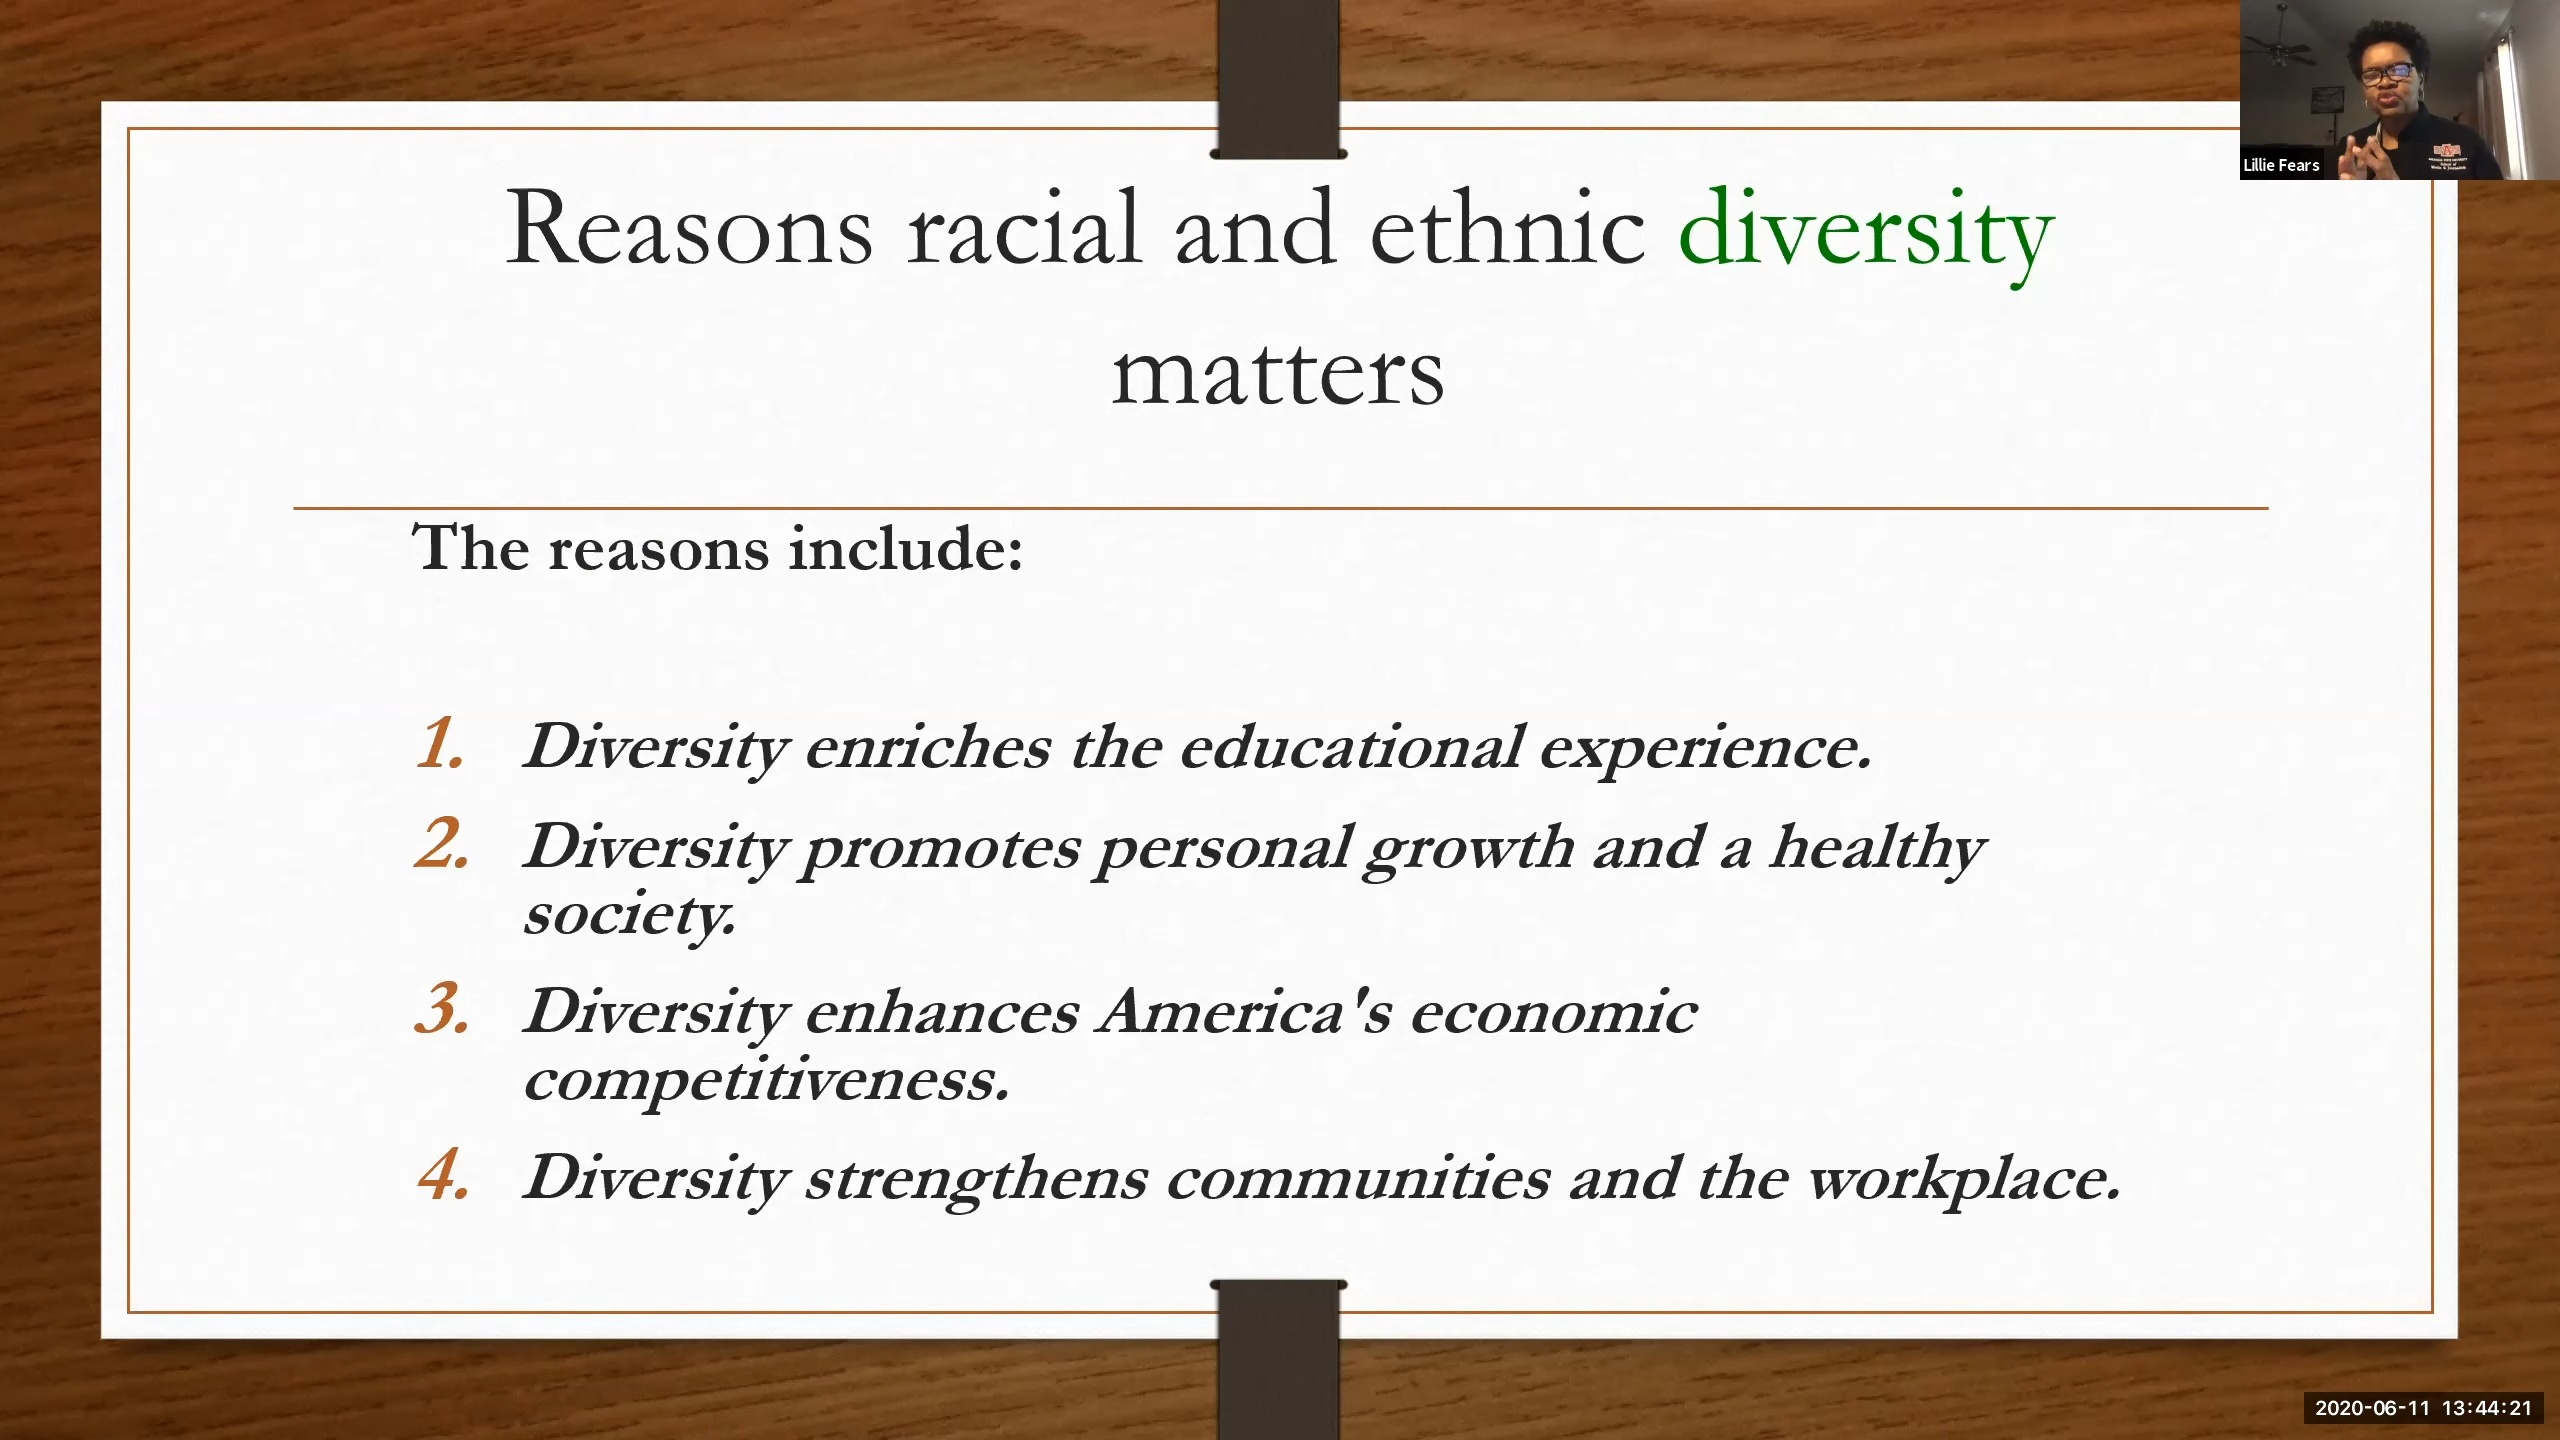 Lillie Fears
Reasons racial and ethnic diversity
matters
The reasons include:
1. Diversity enriches the educational experience.
2. Diversity promotes personal growth and a healthy
society.
3. Diversity enhances America's economic
competitiveness.
4. Diversity strengthens communities and the workplace.
2020-06-11 13:44:21